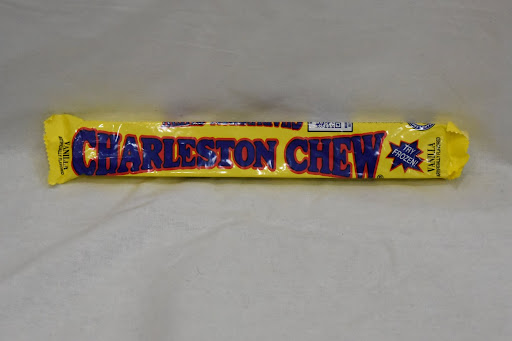 VANILLA
CHARLESTON CHEW
®
TRY
FROZEN!
VANILLA